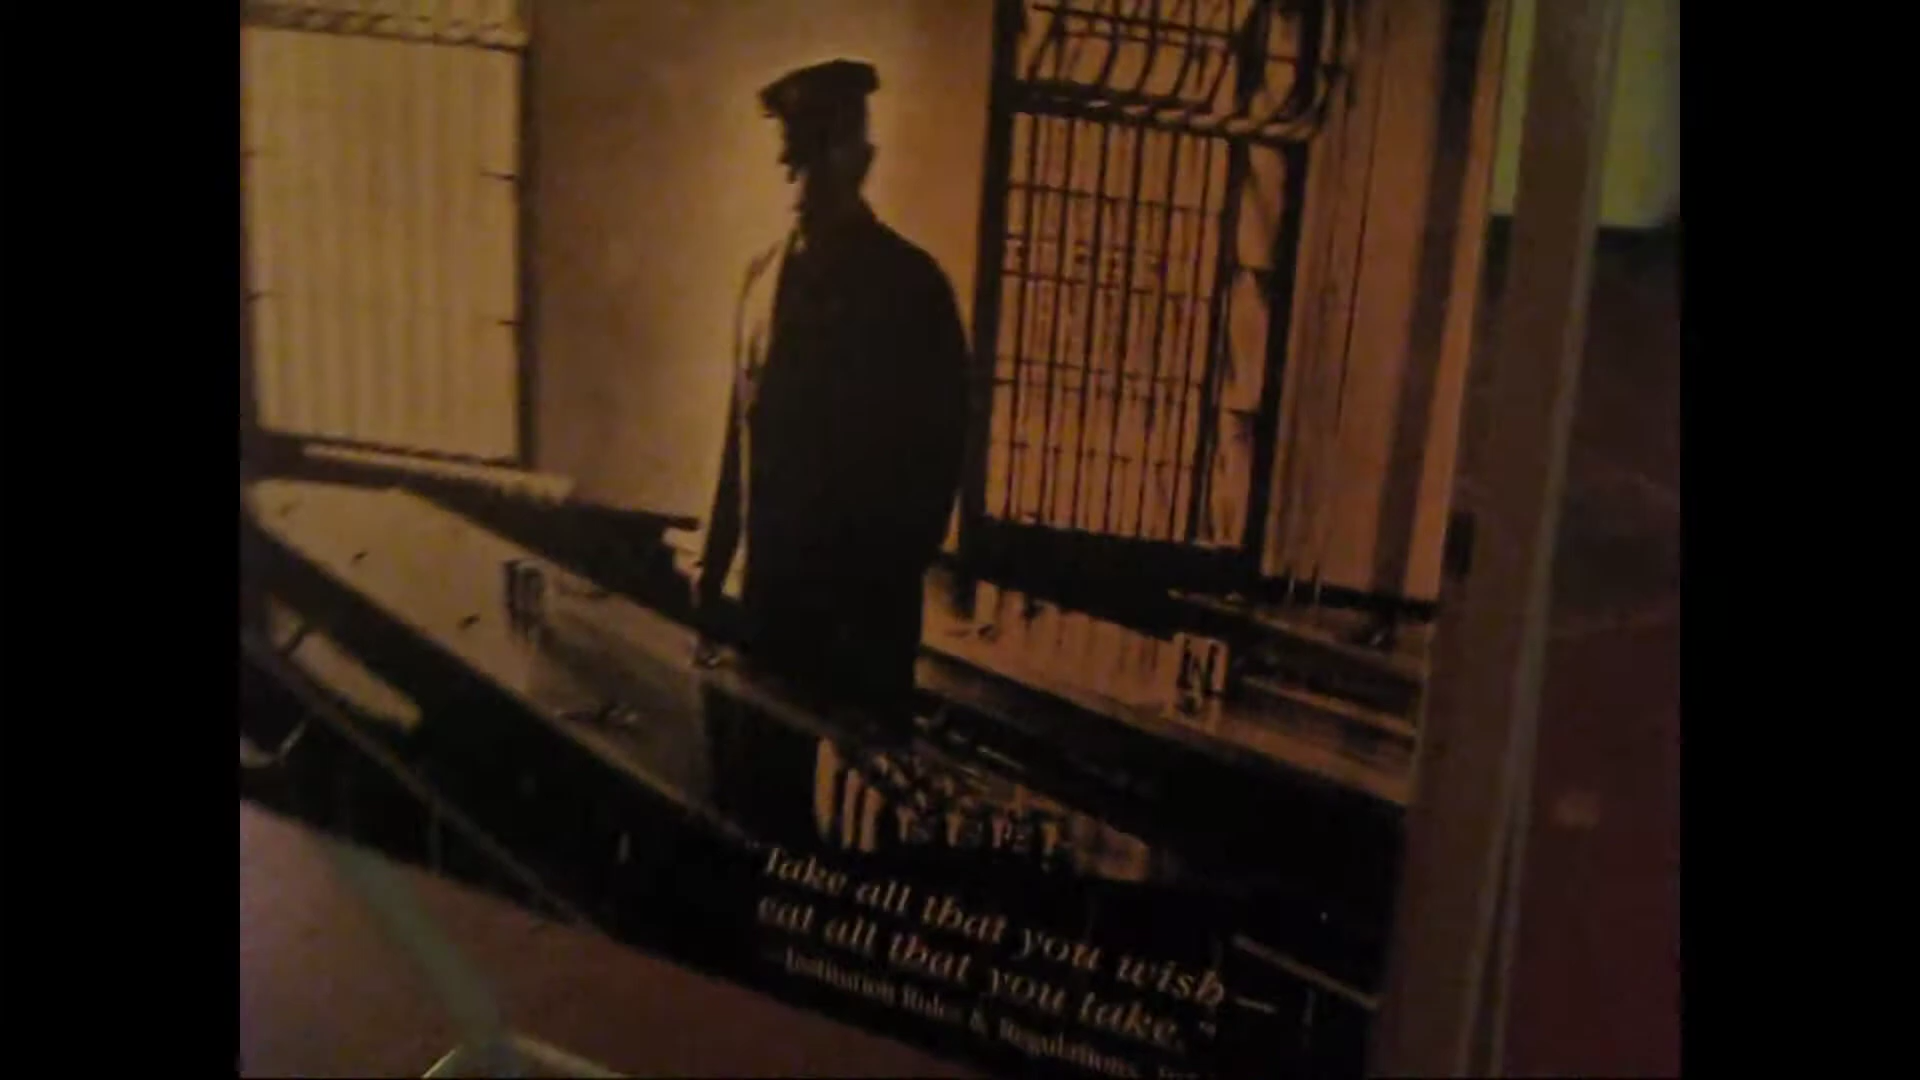 "Take all that you wish—
eat all that you take."
—Institution Rules & Regulations,